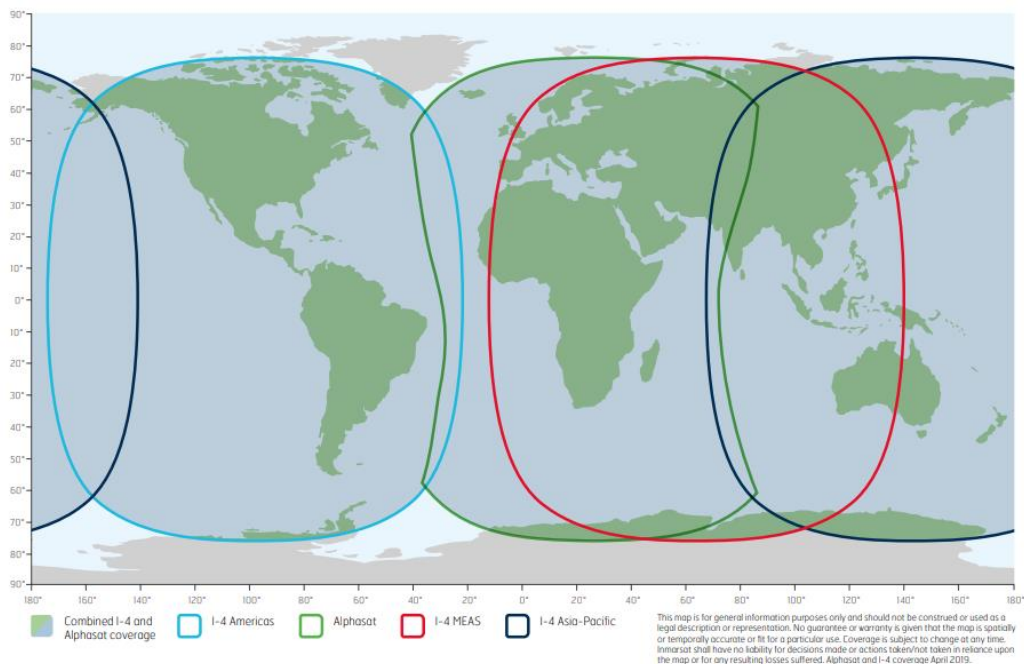 90°
80°
70°
60°
50°
40°
30°
20°
10°
0°
10°
20°
30°
40°
50°
60°
70°
80°
90°
180° 160° 140° 120° 100° 80° 60° 40° 20° 0° 20° 40° 60° 80° 100° 120° 140° 160° 180°
Combined I-4 and
Alphasat coverage
I-4 Americas
Alphasat
I-4 MEAS
I-4 Asia-Pacific
This map is for general information purposes only and should not be construed or used as a
legal description or representation. No guarantee or warranty is given that the map is spatially
or temporally accurate or fit for a particular use. Coverage is subject to change at any time.
Inmarsat shall have no liability for decisions made or actions taken/not taken in reliance upon
the map or for any resulting losses suffered. Alphasat and I-4 coverage April 2019.